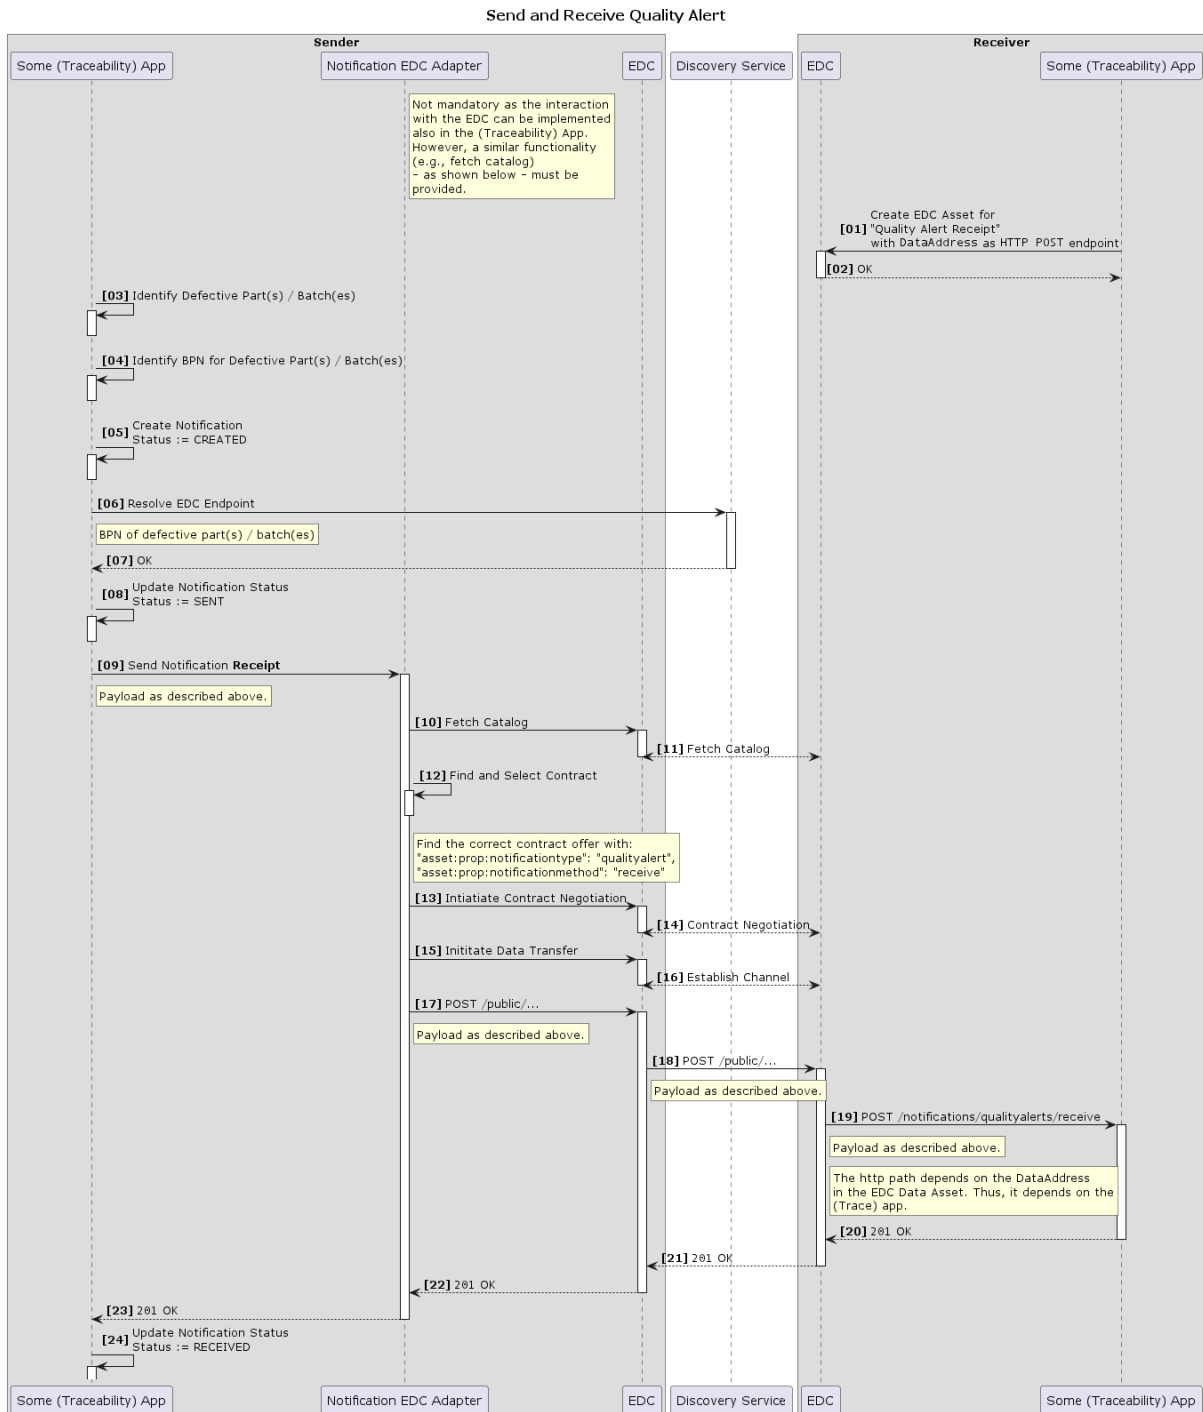 Send and Receive Quality Alert
Sender
Receiver
Some (Traceability) App
Notification EDC Adapter
EDC
Discovery Service
EDC
Some (Traceability) App
Not mandatory as the interaction
with the EDC can be implemented
also in the (Traceability) App.
However, a similar functionality
(e.g., fetch catalog)
- as shown below - must be
provided.
Create EDC Asset for
[01] "Quality Alert Receipt"
with DataAddress as HTTP POST endpoint
[02] OK
[03] Identify Defective Part(s) / Batch(es)
[04] Identify BPN for Defective Part(s) / Batch(es)
[05] Create Notification
Status := CREATED
[06] Resolve EDC Endpoint
BPN of defective part(s) / batch(es)
[07] OK
[08] Update Notification Status
Status := SENT
[09] Send Notification Receipt
Payload as described above.
[10] Fetch Catalog
[11] Fetch Catalog
[12] Find and Select Contract
Find the correct contract offer with:
"asset:prop:notificationtype": "qualityalert",
"asset:prop:notificationmethod": "receive"
[13] Intiatiate Contract Negotiation
[14] Contract Negotiation
[15] Inititate Data Transfer
[16] Establish Channel
[17] POST /public/...
Payload as described above.
[18] POST /public/...
Payload as described above.
[19] POST /notifications/qualityalerts/receive
Payload as described above.
The http path depends on the DataAddress
in the EDC Data Asset. Thus, it depends on the
(Trace) app.
[20] 201 OK
[21] 201 OK
[22] 201 OK
[23] 201 OK
[24] Update Notification Status
Status := RECEIVED
Some (Traceability) App
Notification EDC Adapter
EDC
Discovery Service
EDC
Some (Traceability) App